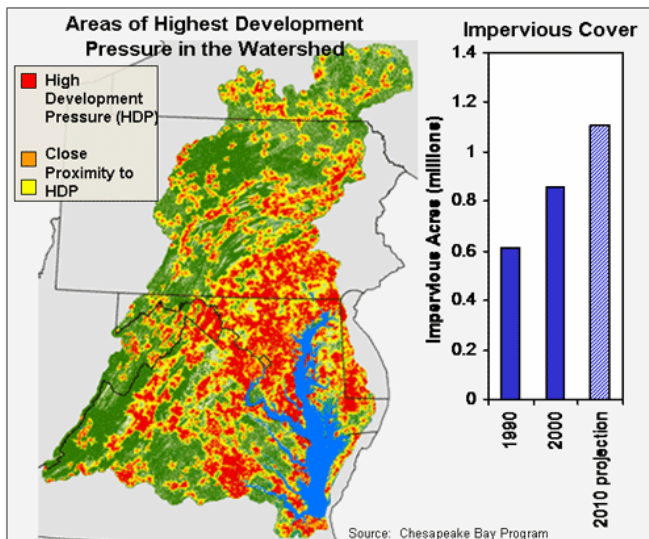 Areas of Highest Development
Pressure in the Watershed
High
Development
Pressure (HDP)
Close
Proximity to
HDP
Impervious Cover
Impervious Acres (millions)
1.4
1.2
1
0.8
0.6
0.4
0.2
0
1990
2000
2010 projection
Source: Chesapeake Bay Program